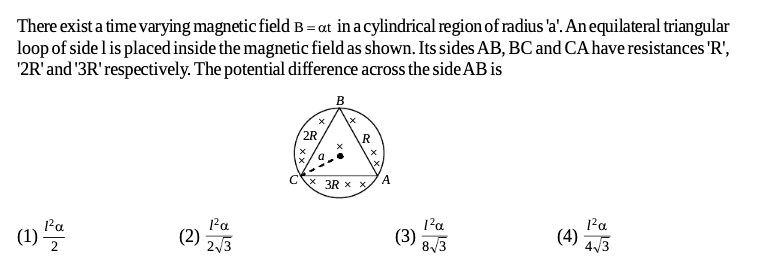 There exist a time varying magnetic field B = αt in a cylindrical region of radius 'a'. An equilateral triangular
loop of side l is placed inside the magnetic field as shown. Its sides AB, BC and CA have resistances 'R',
'2R' and '3R' respectively. The potential difference across the side AB is
B
× ×
2R × R
× a ×
× ×
C × 3R × × A
(1) l²α/2 (2) l²α/2√3 (3) l²α/8√3 (4) l²α/4√3